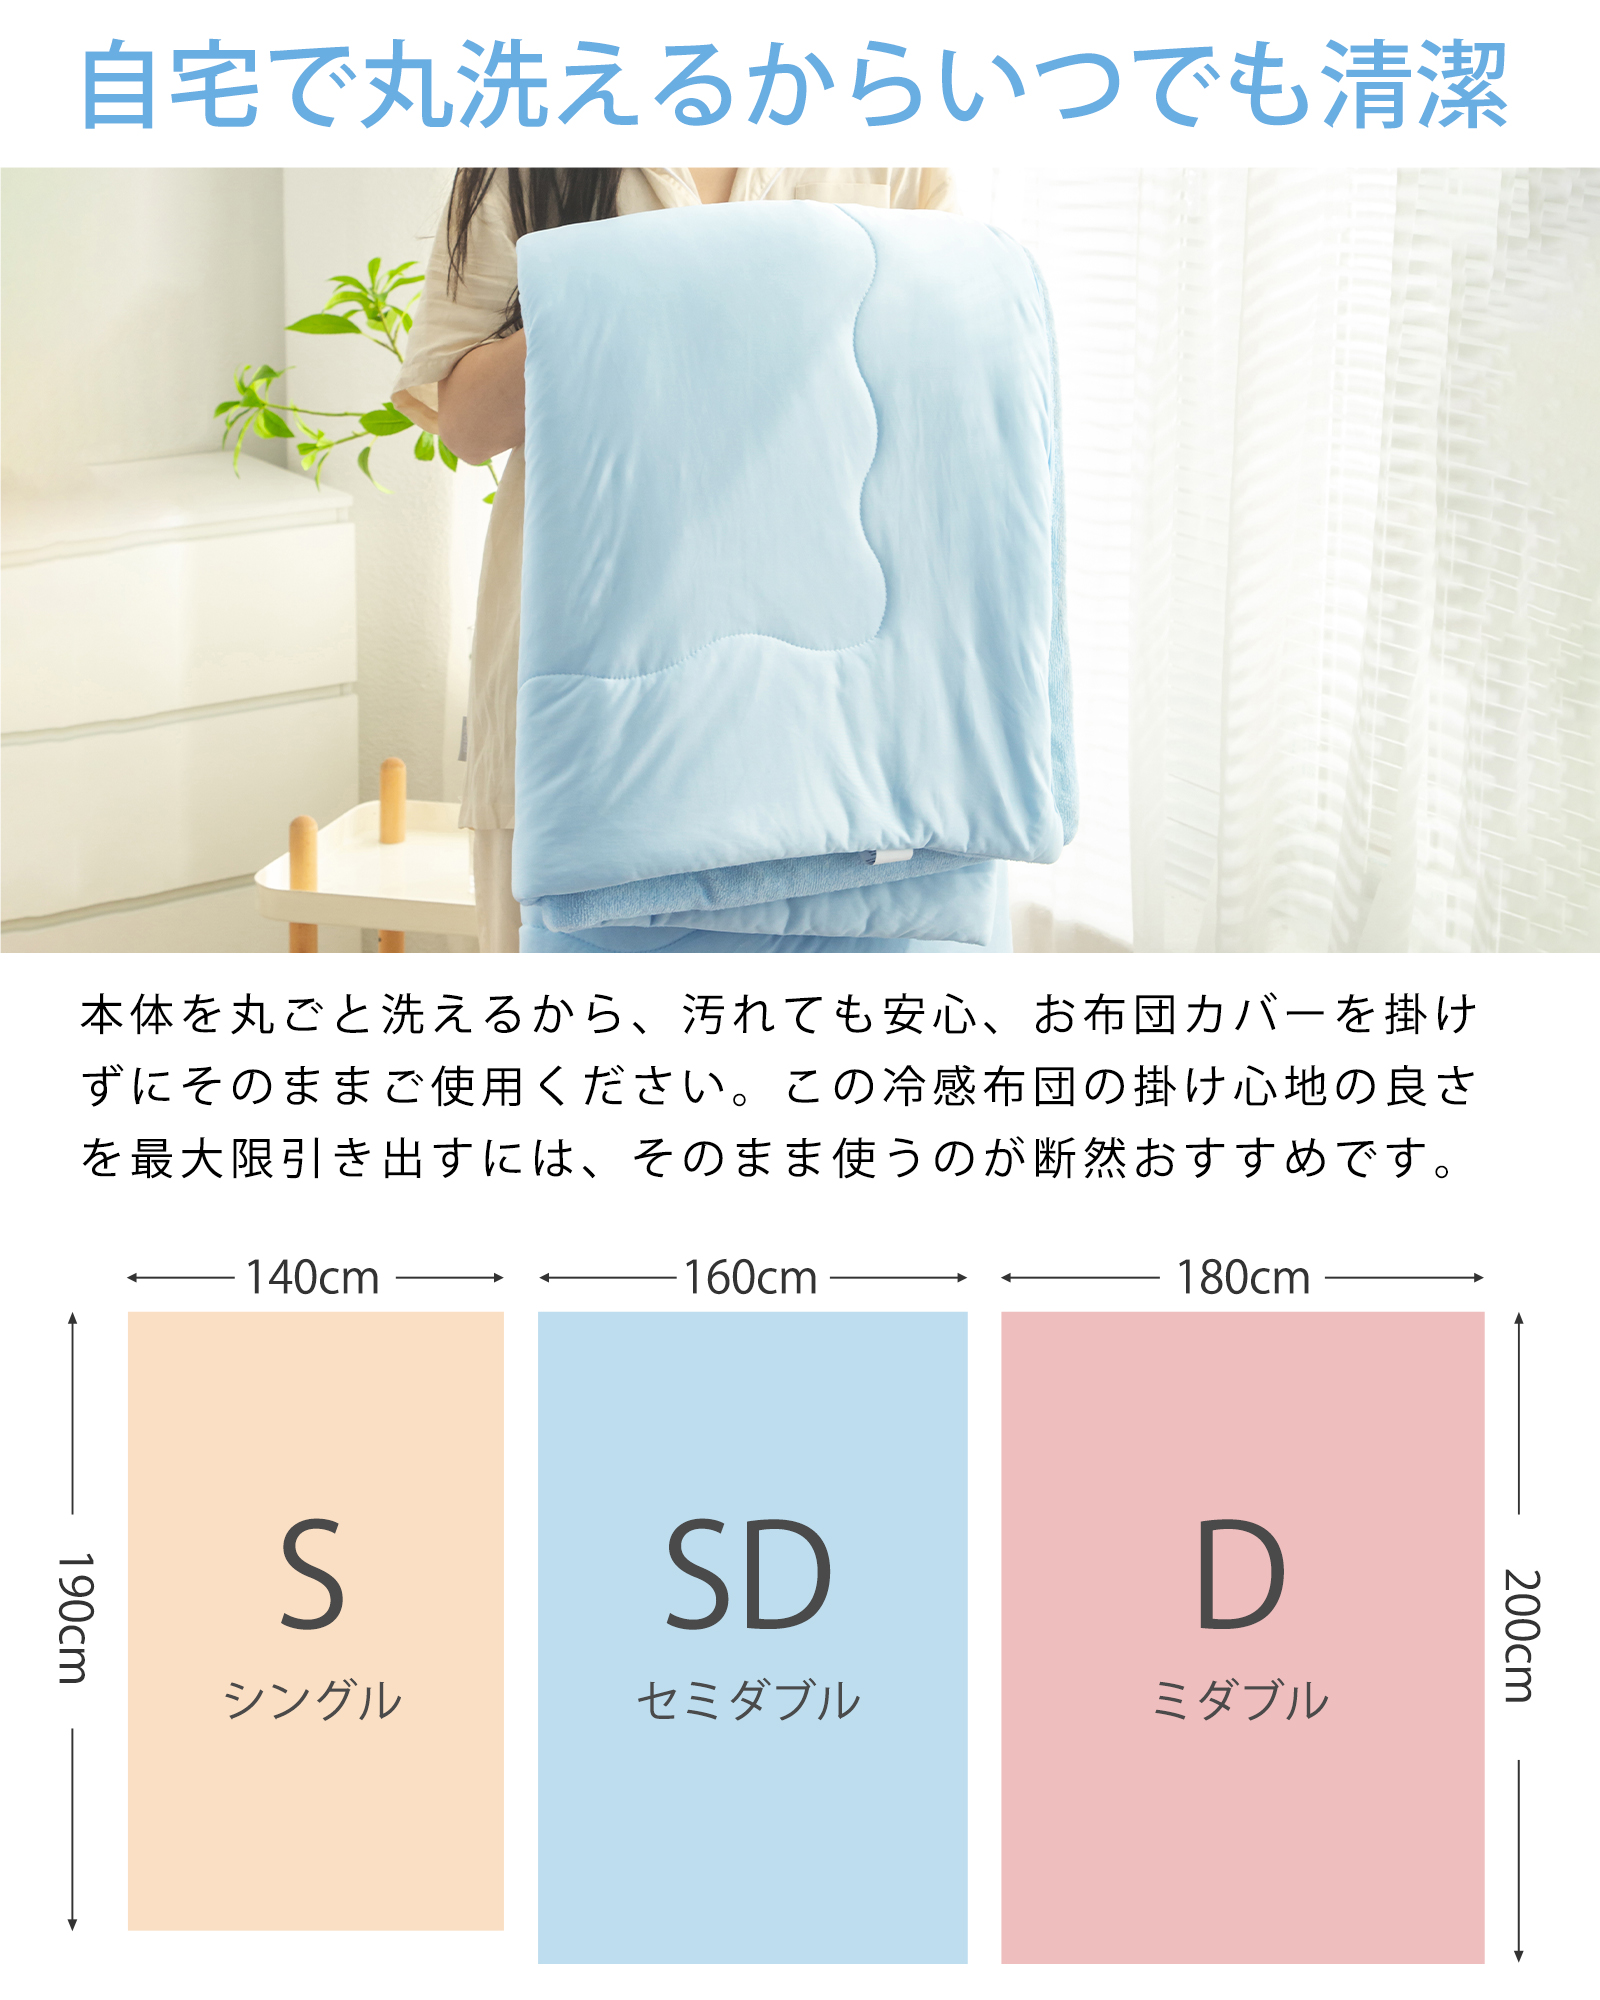 自宅で丸洗えるからいつでも清潔
本体を丸ごと洗えるから、汚れても安心、お布団カバーを掛け
ずにそのままご使用ください。この冷感布団の掛け心地の良さ
を最大限引き出すには、そのまま使うのが断然おすすめです。
140cm
160cm
180cm
190cm
S
シングル
SD
セミダブル
D
ミダブル
200cm